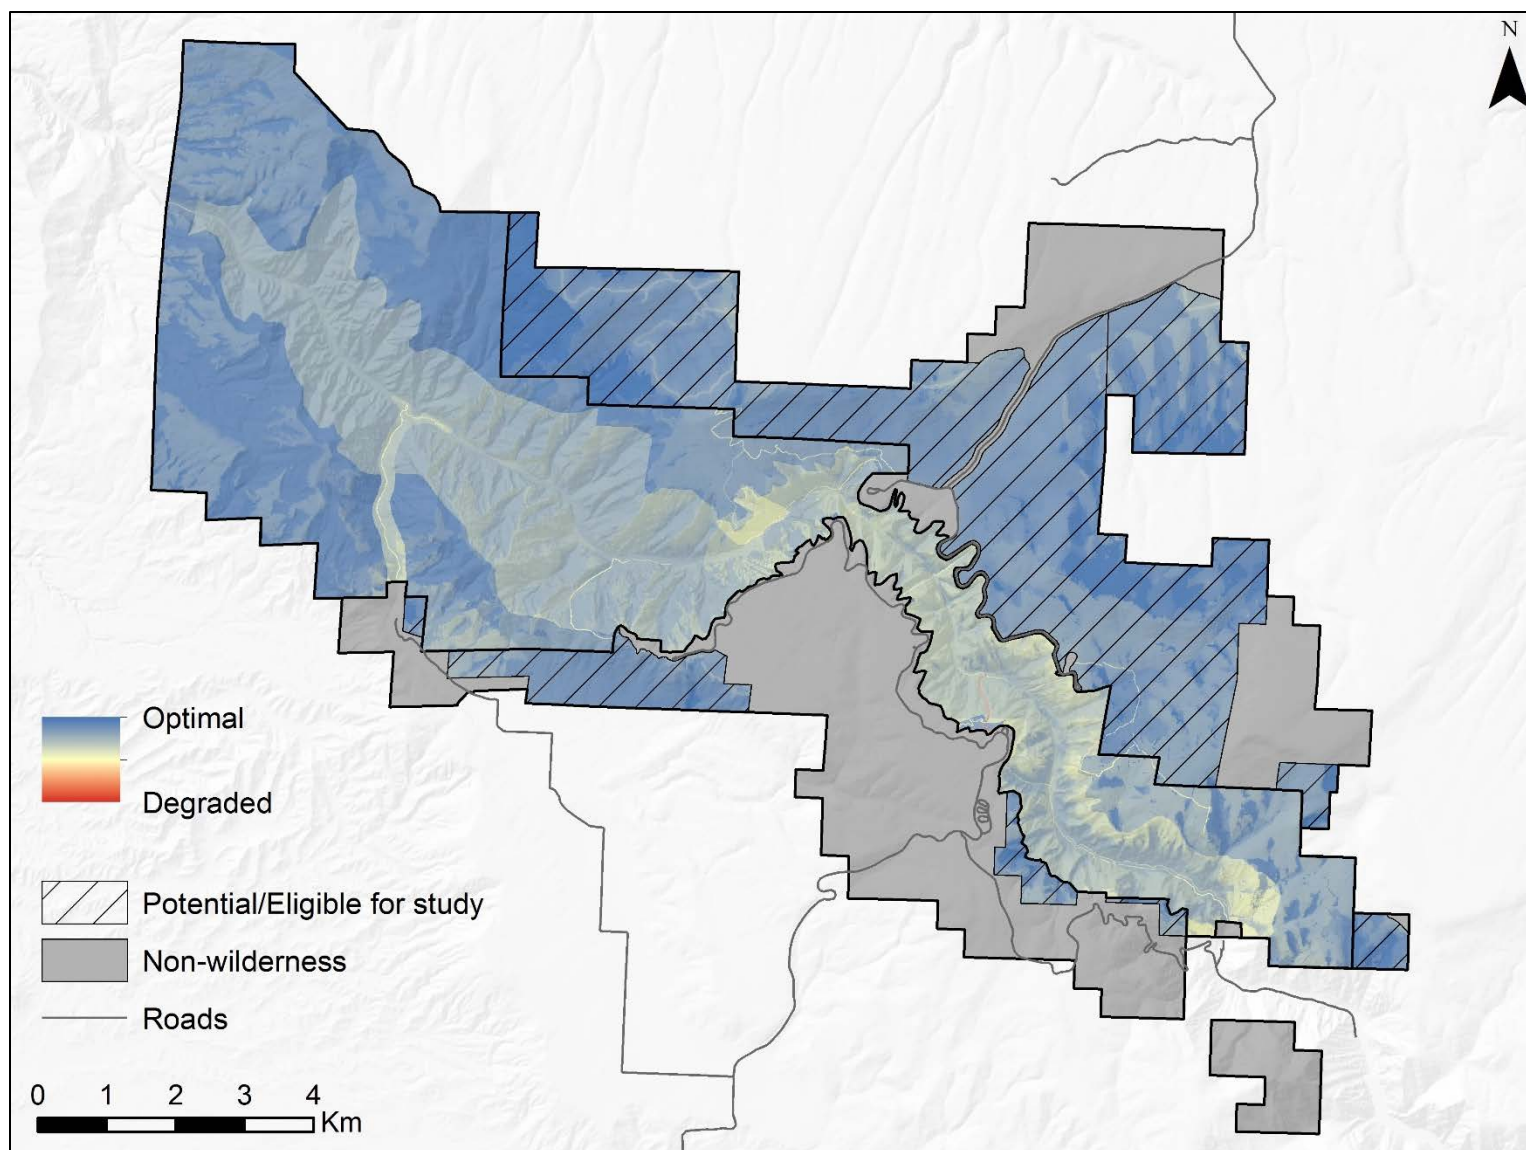 N
Optimal
Degraded
Potential/Eligible for study
Non-wilderness
Roads
0 1 2 3 4
Km